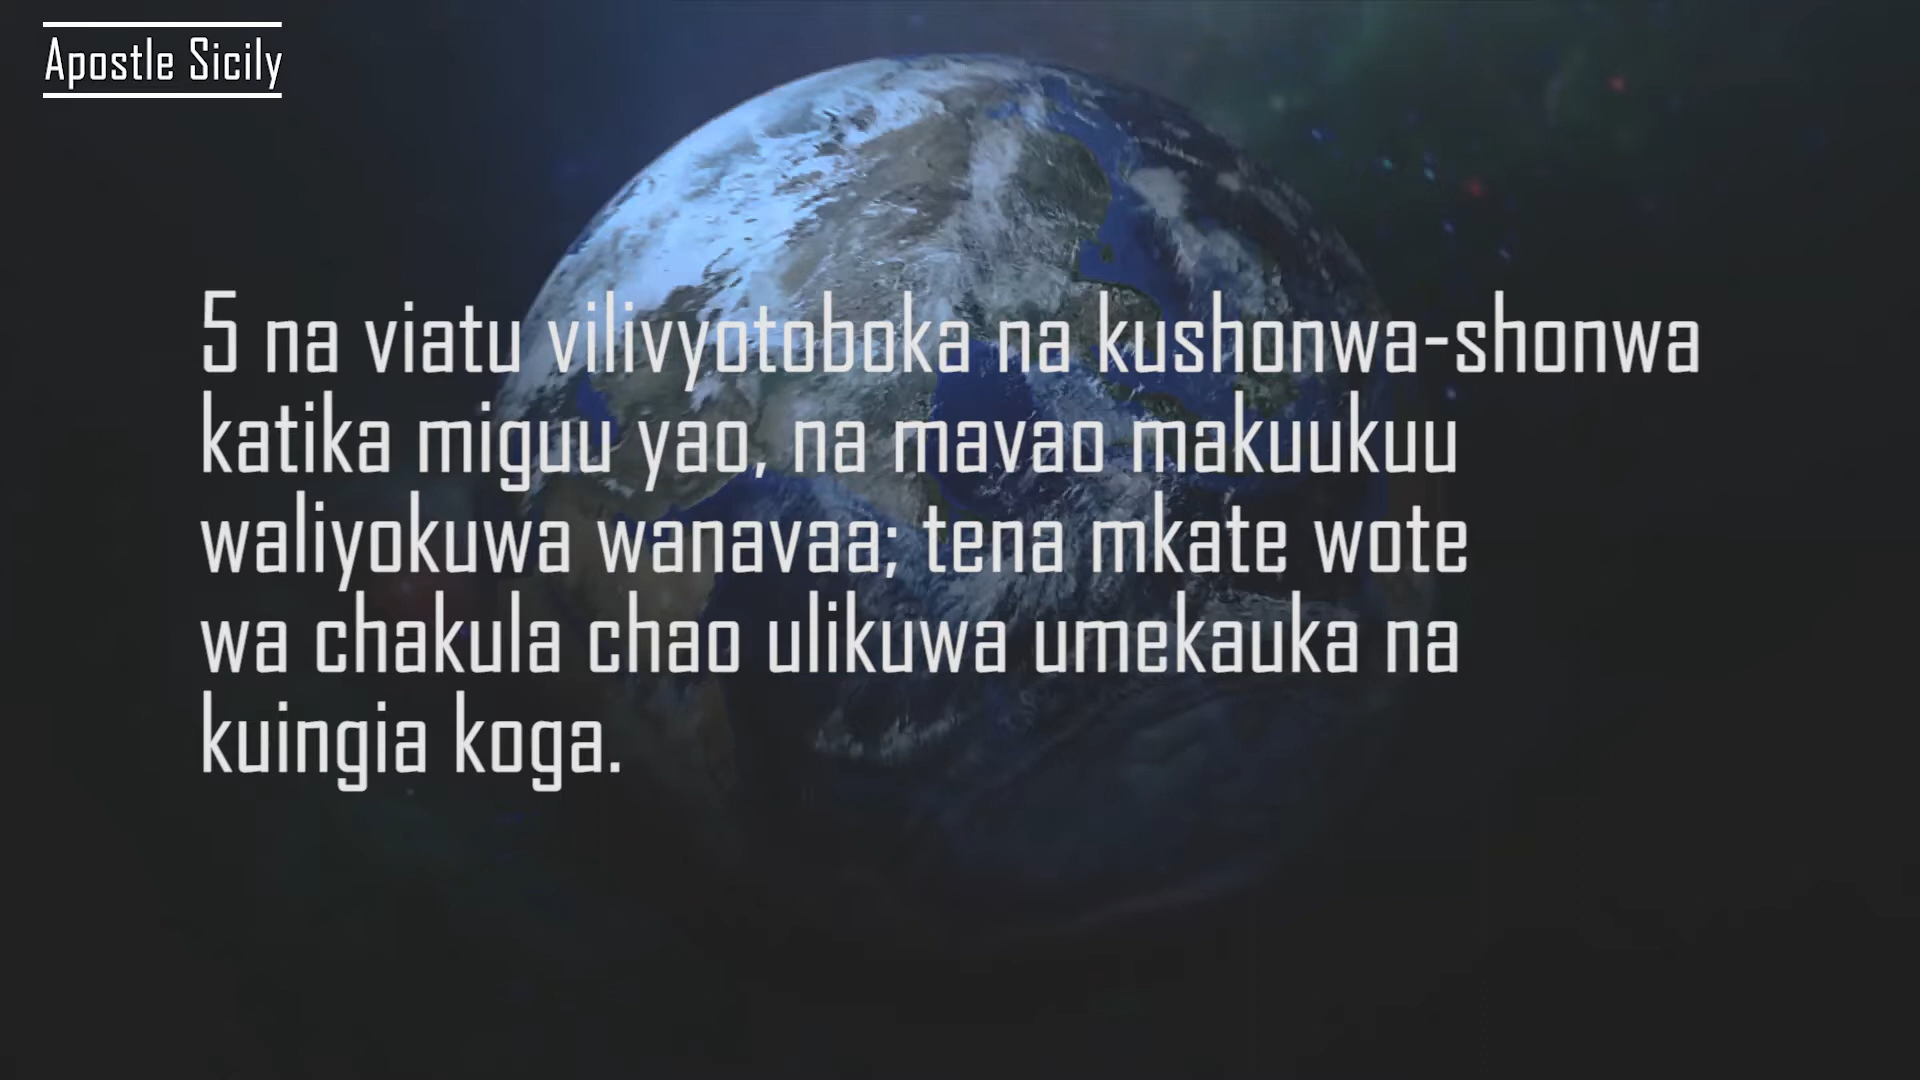 Apostle Sicily
5 na viatu vilivyotoboka na kushonwa-shonwa
katika miguu yao, na mavao makuukuu
waliyokuwa wanavaa; tena mkate wote
wa chakula chao ulikuwa umekauka na
kuingia koga.